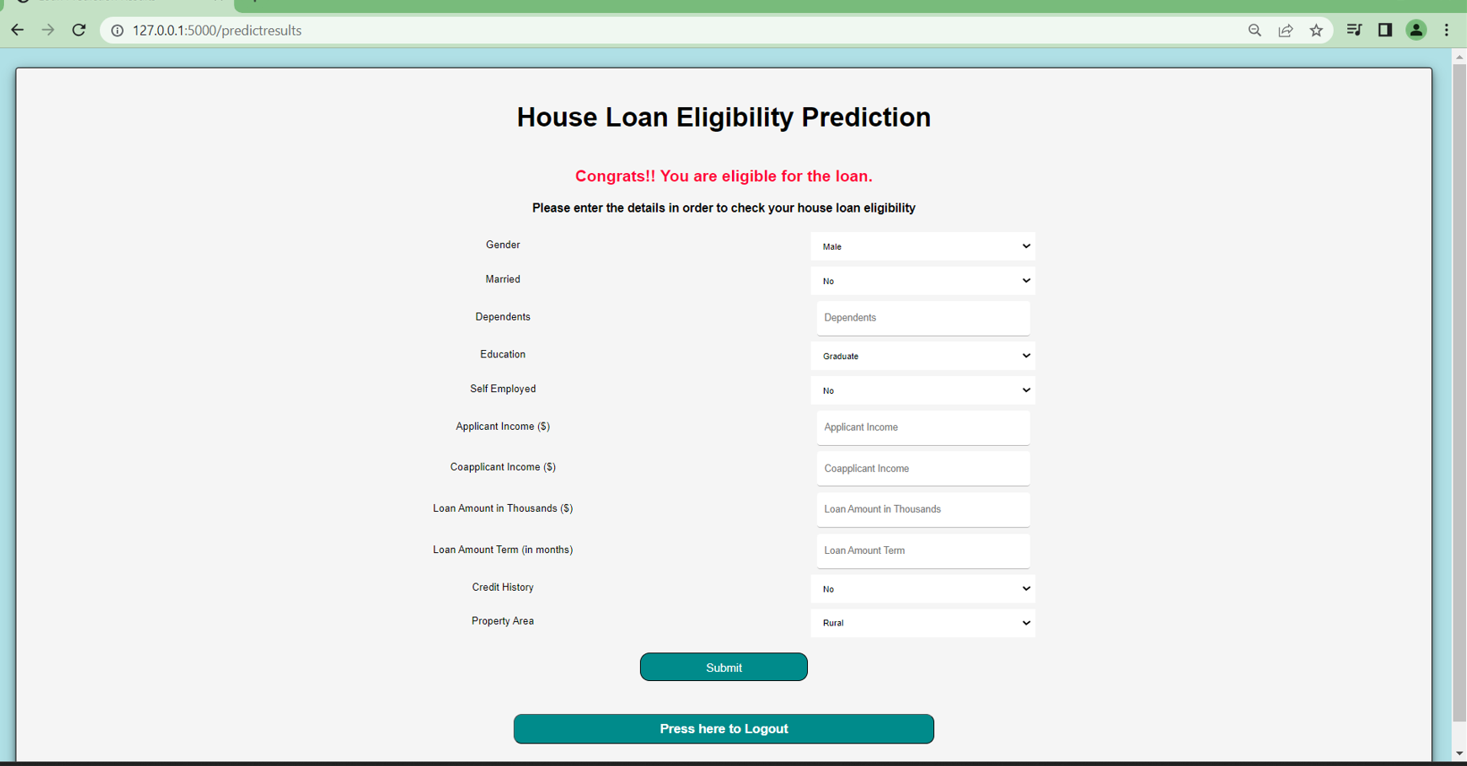 127.0.0.1:5000/predictresults
House Loan Eligibility Prediction
Congrats!! You are eligible for the loan.
Please enter the details in order to check your house loan eligibility
Gender Male
Married No
Dependents Dependents
Education Graduate
Self Employed No
Applicant Income ($) Applicant Income
Coapplicant Income ($) Coapplicant Income
Loan Amount in Thousands ($) Loan Amount in Thousands
Loan Amount Term (in months) Loan Amount Term
Credit History No
Property Area Rural
Submit
Press here to Logout